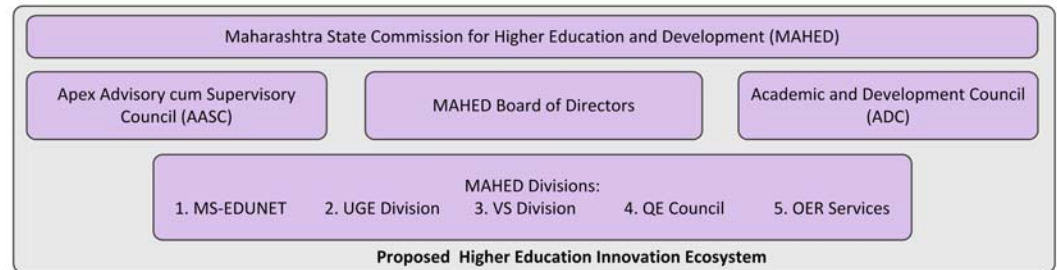 Maharashtra State Commission for Higher Education and Development (MAHED)
Apex Advisory cum Supervisory
Council (AASC)
MAHED Board of Directors
Academic and Development Council
(ADC)
MAHED Divisions:
1. MS-EDUNET 2. UGE Division 3. VS Division 4. QE Council 5. OER Services
Proposed Higher Education Innovation Ecosystem